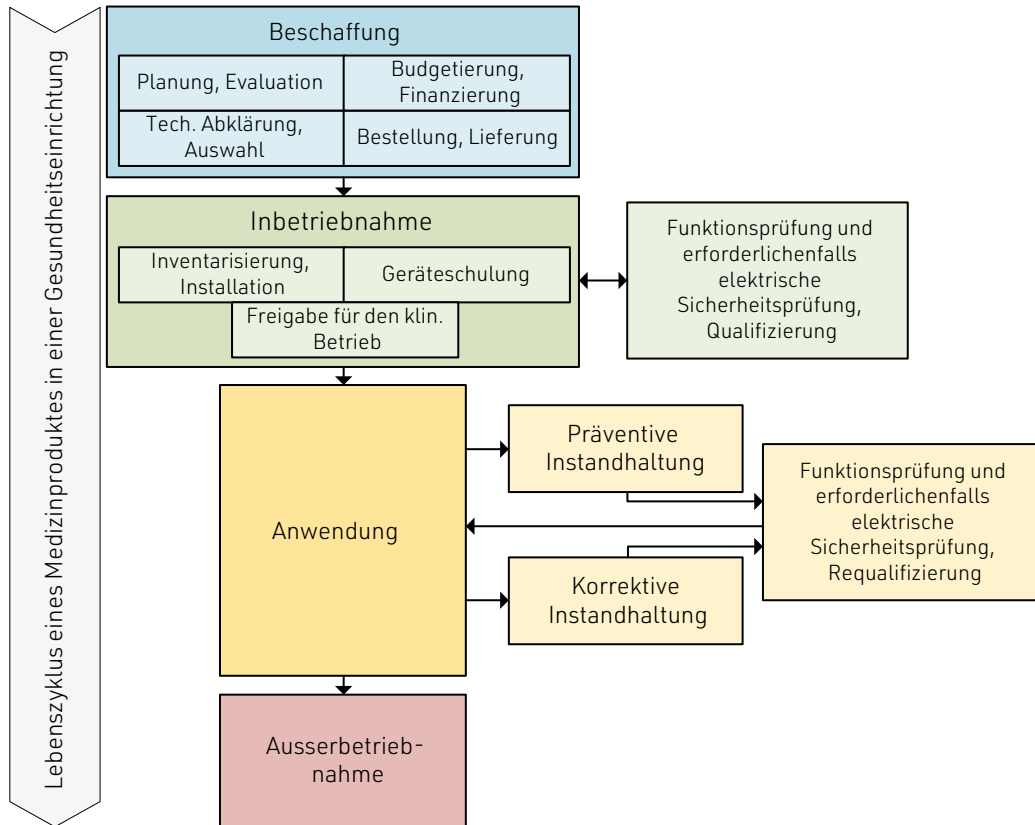 Lebenszyklus eines Medizinproduktes in einer Gesundheitseinrichtung
Beschaffung
Planung, Evaluation
Budgetierung,
Finanzierung
Tech. Abklärung,
Auswahl
Bestellung, Lieferung
Inbetriebnahme
Inventarisierung,
Installation
Geräteschulung
Freigabe für den klin.
Betrieb
Funktionsprüfung und
erforderlichenfalls
elektrische
Sicherheitsprüfung,
Qualifizierung
Anwendung
Präventive
Instandhaltung
Korrektive
Instandhaltung
Funktionsprüfung und
erforderlichenfalls
elektrische
Sicherheitsprüfung,
Requalifizierung
Ausserbetrieb-
nahme